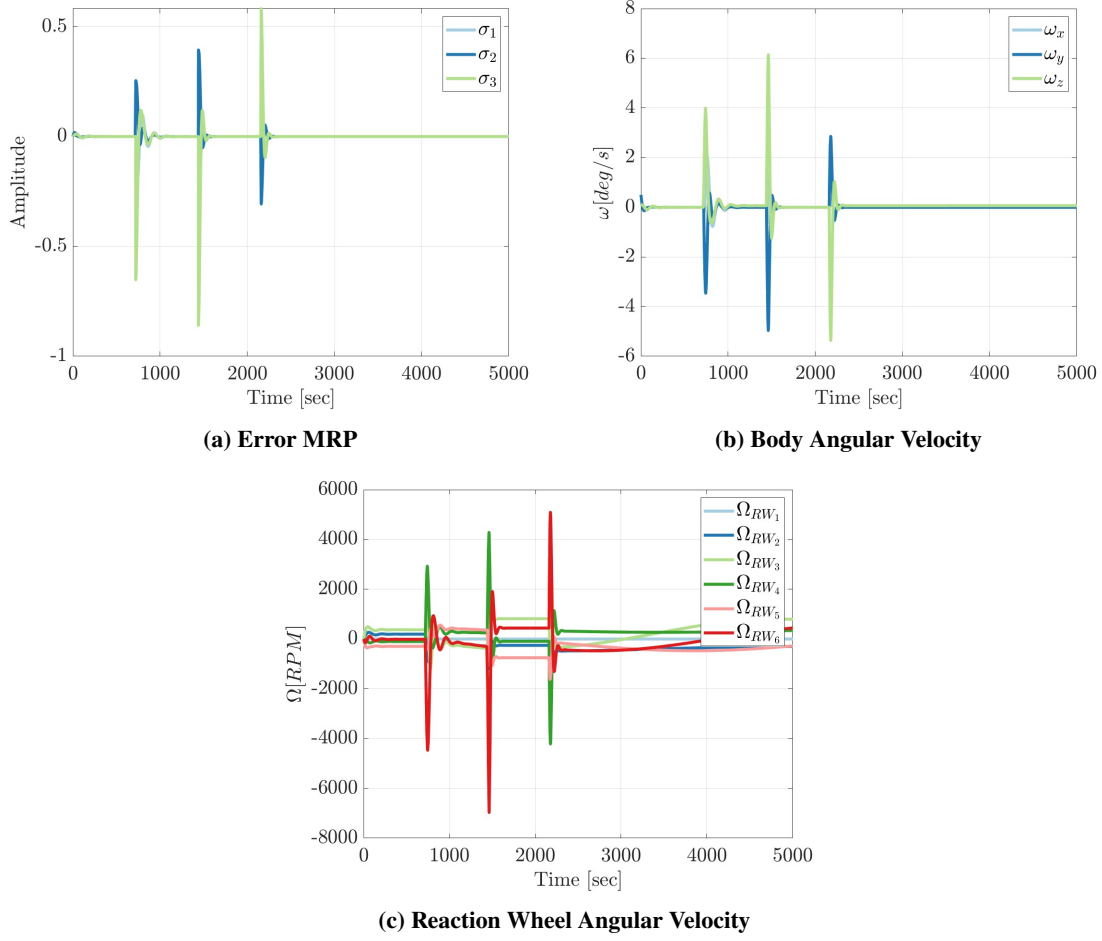 0.5
0
-0.5
-1
Amplitude
σ1
σ2
σ3
0 1000 2000 3000 4000 5000
Time [sec]
(a) Error MRP
8
6
4
2
0
-2
-4
-6
ω[deg/s]
ωx
ωy
ωz
0 1000 2000 3000 4000 5000
Time [sec]
(b) Body Angular Velocity
6000
4000
2000
0
-2000
-4000
-6000
-8000
Ω[RPM]
ΩRW1
ΩRW2
ΩRW3
ΩRW4
ΩRW5
ΩRW6
0 1000 2000 3000 4000 5000
Time [sec]
(c) Reaction Wheel Angular Velocity